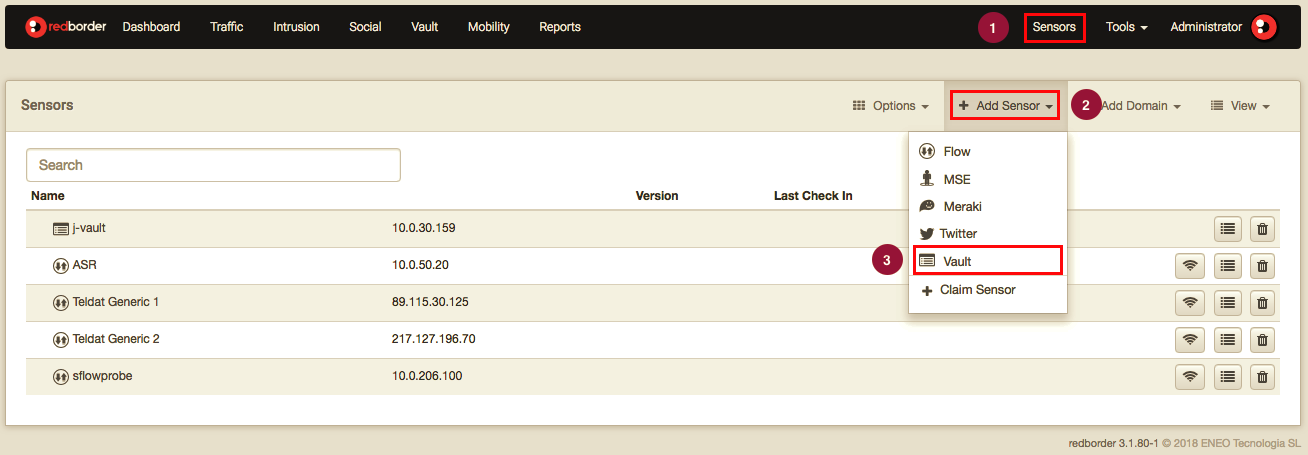 redborder Dashboard Traffic Intrusion Social Vault Mobility Reports 1 Sensors Tools Administrator
Sensors Options + Add Sensor 2 Add Domain View
Flow
Search
MSE
Name Version Last Check In
Meraki
j-vault 10.0.30.159
Twitter
3 Vault
ASR 10.0.50.20
+ Claim Sensor
Teldat Generic 1 89.115.30.125
Teldat Generic 2 217.127.196.70
sflowprobe 10.0.206.100
redborder 3.1.80-1 © 2018 ENEO Tecnologia SL